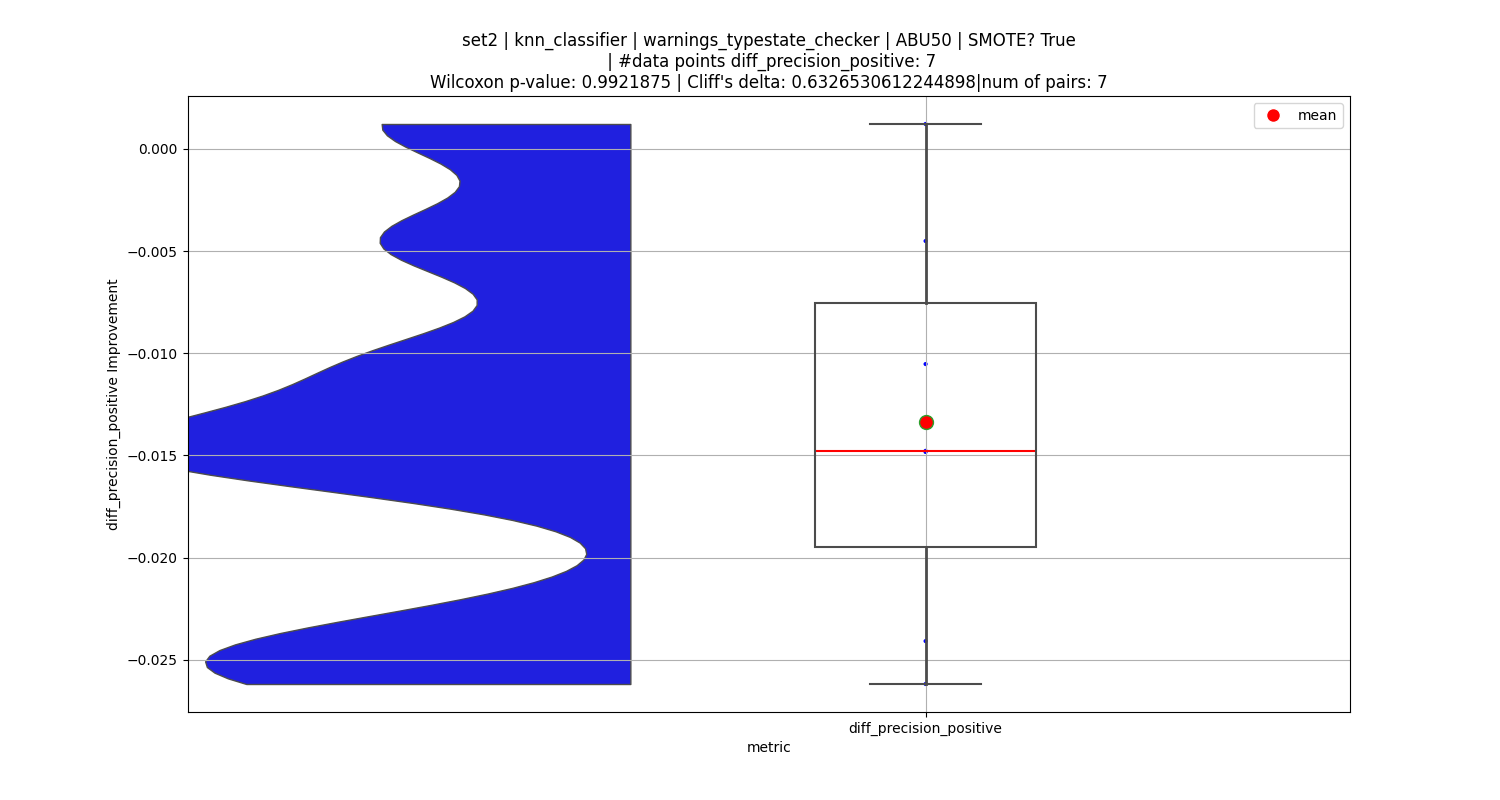 set2 | knn_classifier | warnings_typestate_checker | ABU50 | SMOTE? True
| #data points diff_precision_positive: 7
Wilcoxon p-value: 0.9921875 | Cliff's delta: 0.6326530612244898|num of pairs: 7
mean
0.000
−0.005
−0.010
−0.015
−0.020
−0.025
diff_precision_positive Improvement
diff_precision_positive
metric